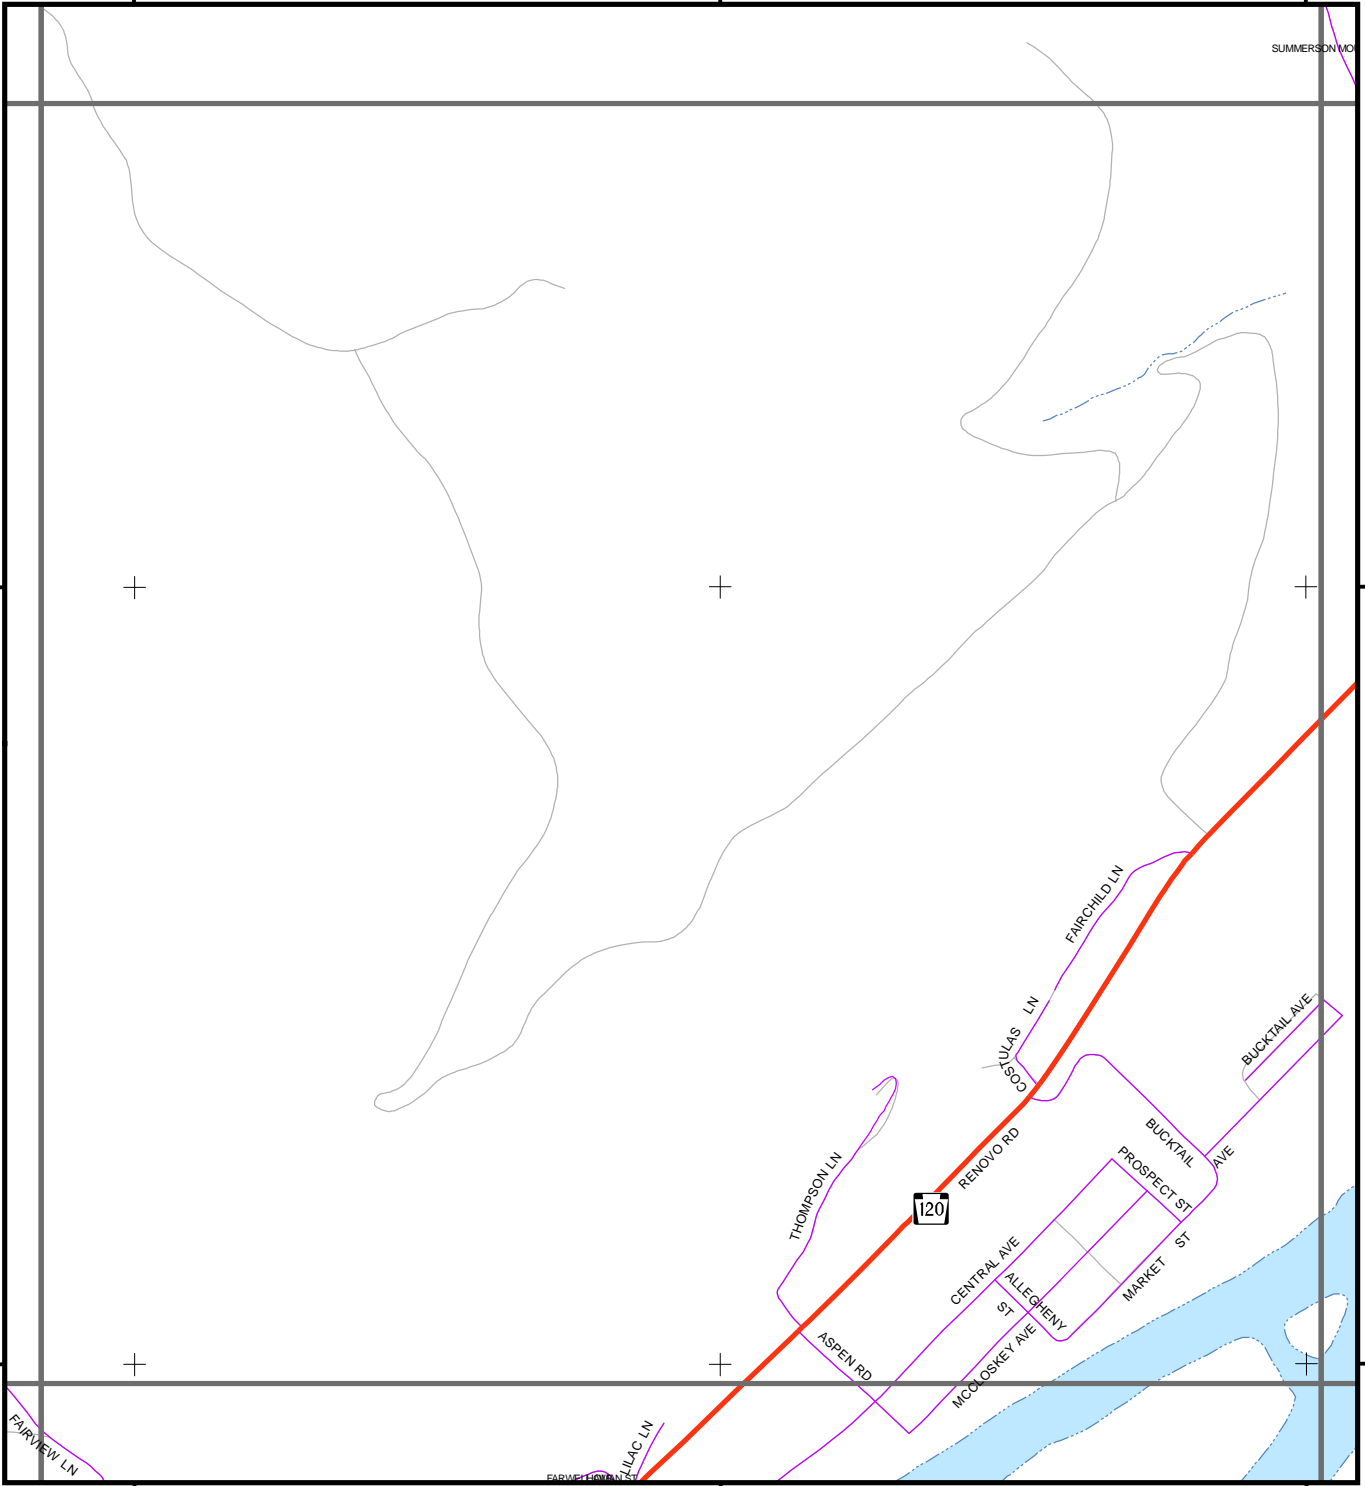 SUMMERSON MOU
FAIRCHILD LN
COSTULAS LN
BUCKTAIL AVE
BUCKTAIL AVE
RENOVO RD
120
PROSPECT ST
THOMPSON LN
CENTRAL AVE
ALLEGHENY ST
MARKET ST
ASPEN RD
MCCLOSKEY AVE
FAIRVIEW LN
LILAC LN